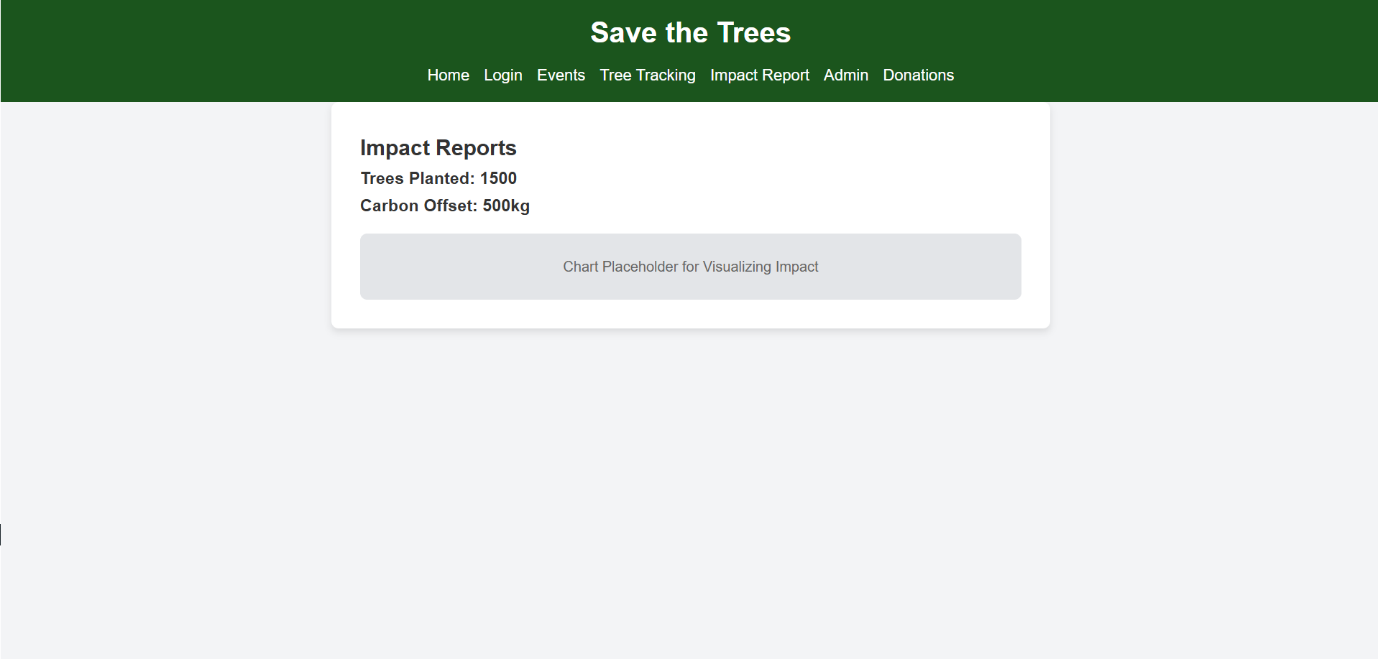 Save the Trees
Home Login Events Tree Tracking Impact Report Admin Donations
Impact Reports
Trees Planted: 1500
Carbon Offset: 500kg
Chart Placeholder for Visualizing Impact